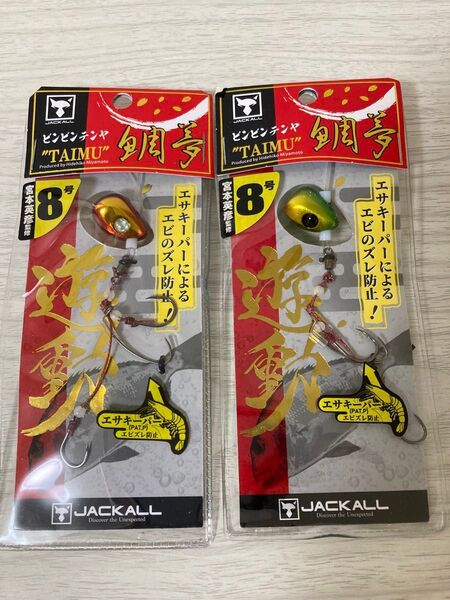 JACKALL
ビンビンテンヤ
"TAIMU"
Produced by Hidehiko Miyamoto
鯛夢
宮本英彦監修
8号
エサキーパーによる
エビのズレ防止!
遊動
エサキーパー
(PAT.P)
エビズレ防止
JACKALL
Discover the Unexpected
JACKALL
ビンビンテンヤ
"TAIMU"
Produced by Hidehiko Miyamoto
鯛夢
宮本英彦監修
8号
エサキーパーによる
エビのズレ防止!
遊動
エサキーパー
(PAT.P)
エビズレ防止
JACKALL
Discover the Unexpected